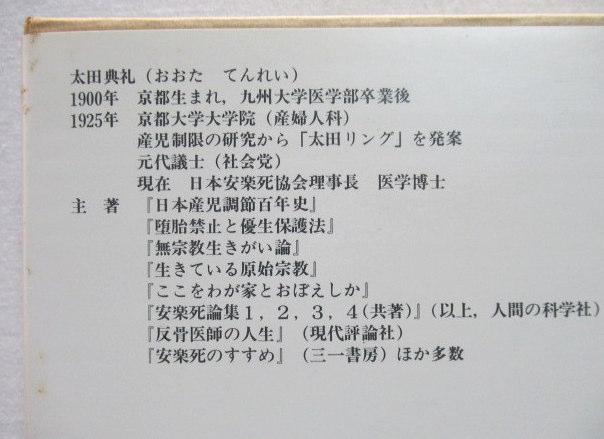 太田典礼(おおた　てんれい)
1900年　京都生まれ，九州大学医学部卒業後
1925年　京都大学大学院(産婦人科)
産児制限の研究から「太田リング」を発案
元代議士(社会党)
現在　日本安楽死協会理事長　医学博士
主　著　『日本産児調節百年史』
『堕胎禁止と優生保護法』
『無宗教生きがい論』
『生きている原始宗教』
『ここをわが家とおぼえしか』
『安楽死論集１，２，３，４(共著)』(以上，人間の科学社)
『反骨医師の人生』(現代評論社)
『安楽死のすすめ』(三一書房)ほか多数